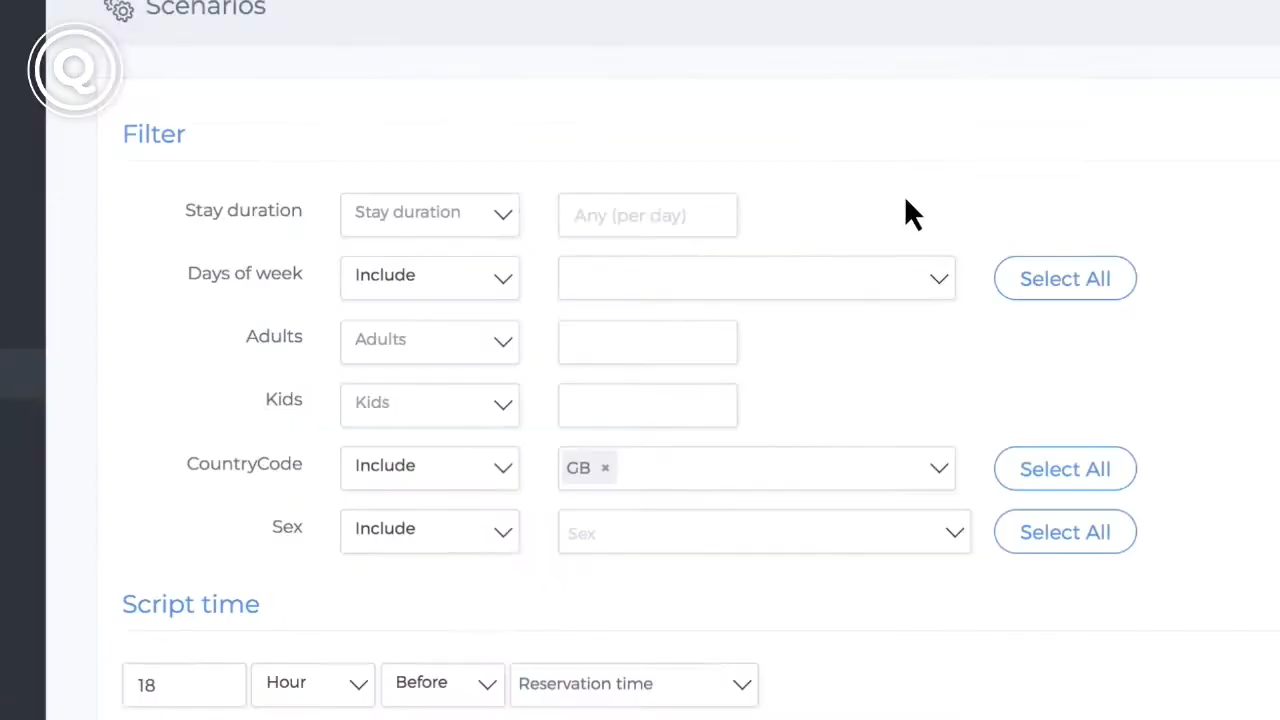 Scenarios
Q
Filter
Stay duration Stay duration Any (per day)
Days of week Include Select All
Adults Adults
Kids Kids
CountryCode Include GB × Select All
Sex Include Sex Select All
Script time
18 Hour Before Reservation time